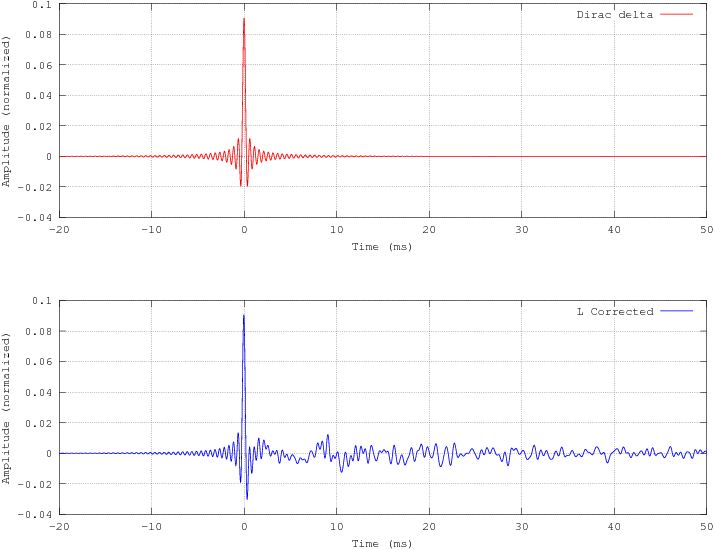 0.1
Dirac delta
0.08
0.06
0.04
0.02
0
-0.02
-0.04
Amplitude (normalized)
-20 -10 0 10 20 30 40 50
Time (ms)
0.1
L Corrected
0.08
0.06
0.04
0.02
0
-0.02
-0.04
Amplitude (normalized)
-20 -10 0 10 20 30 40 50
Time (ms)